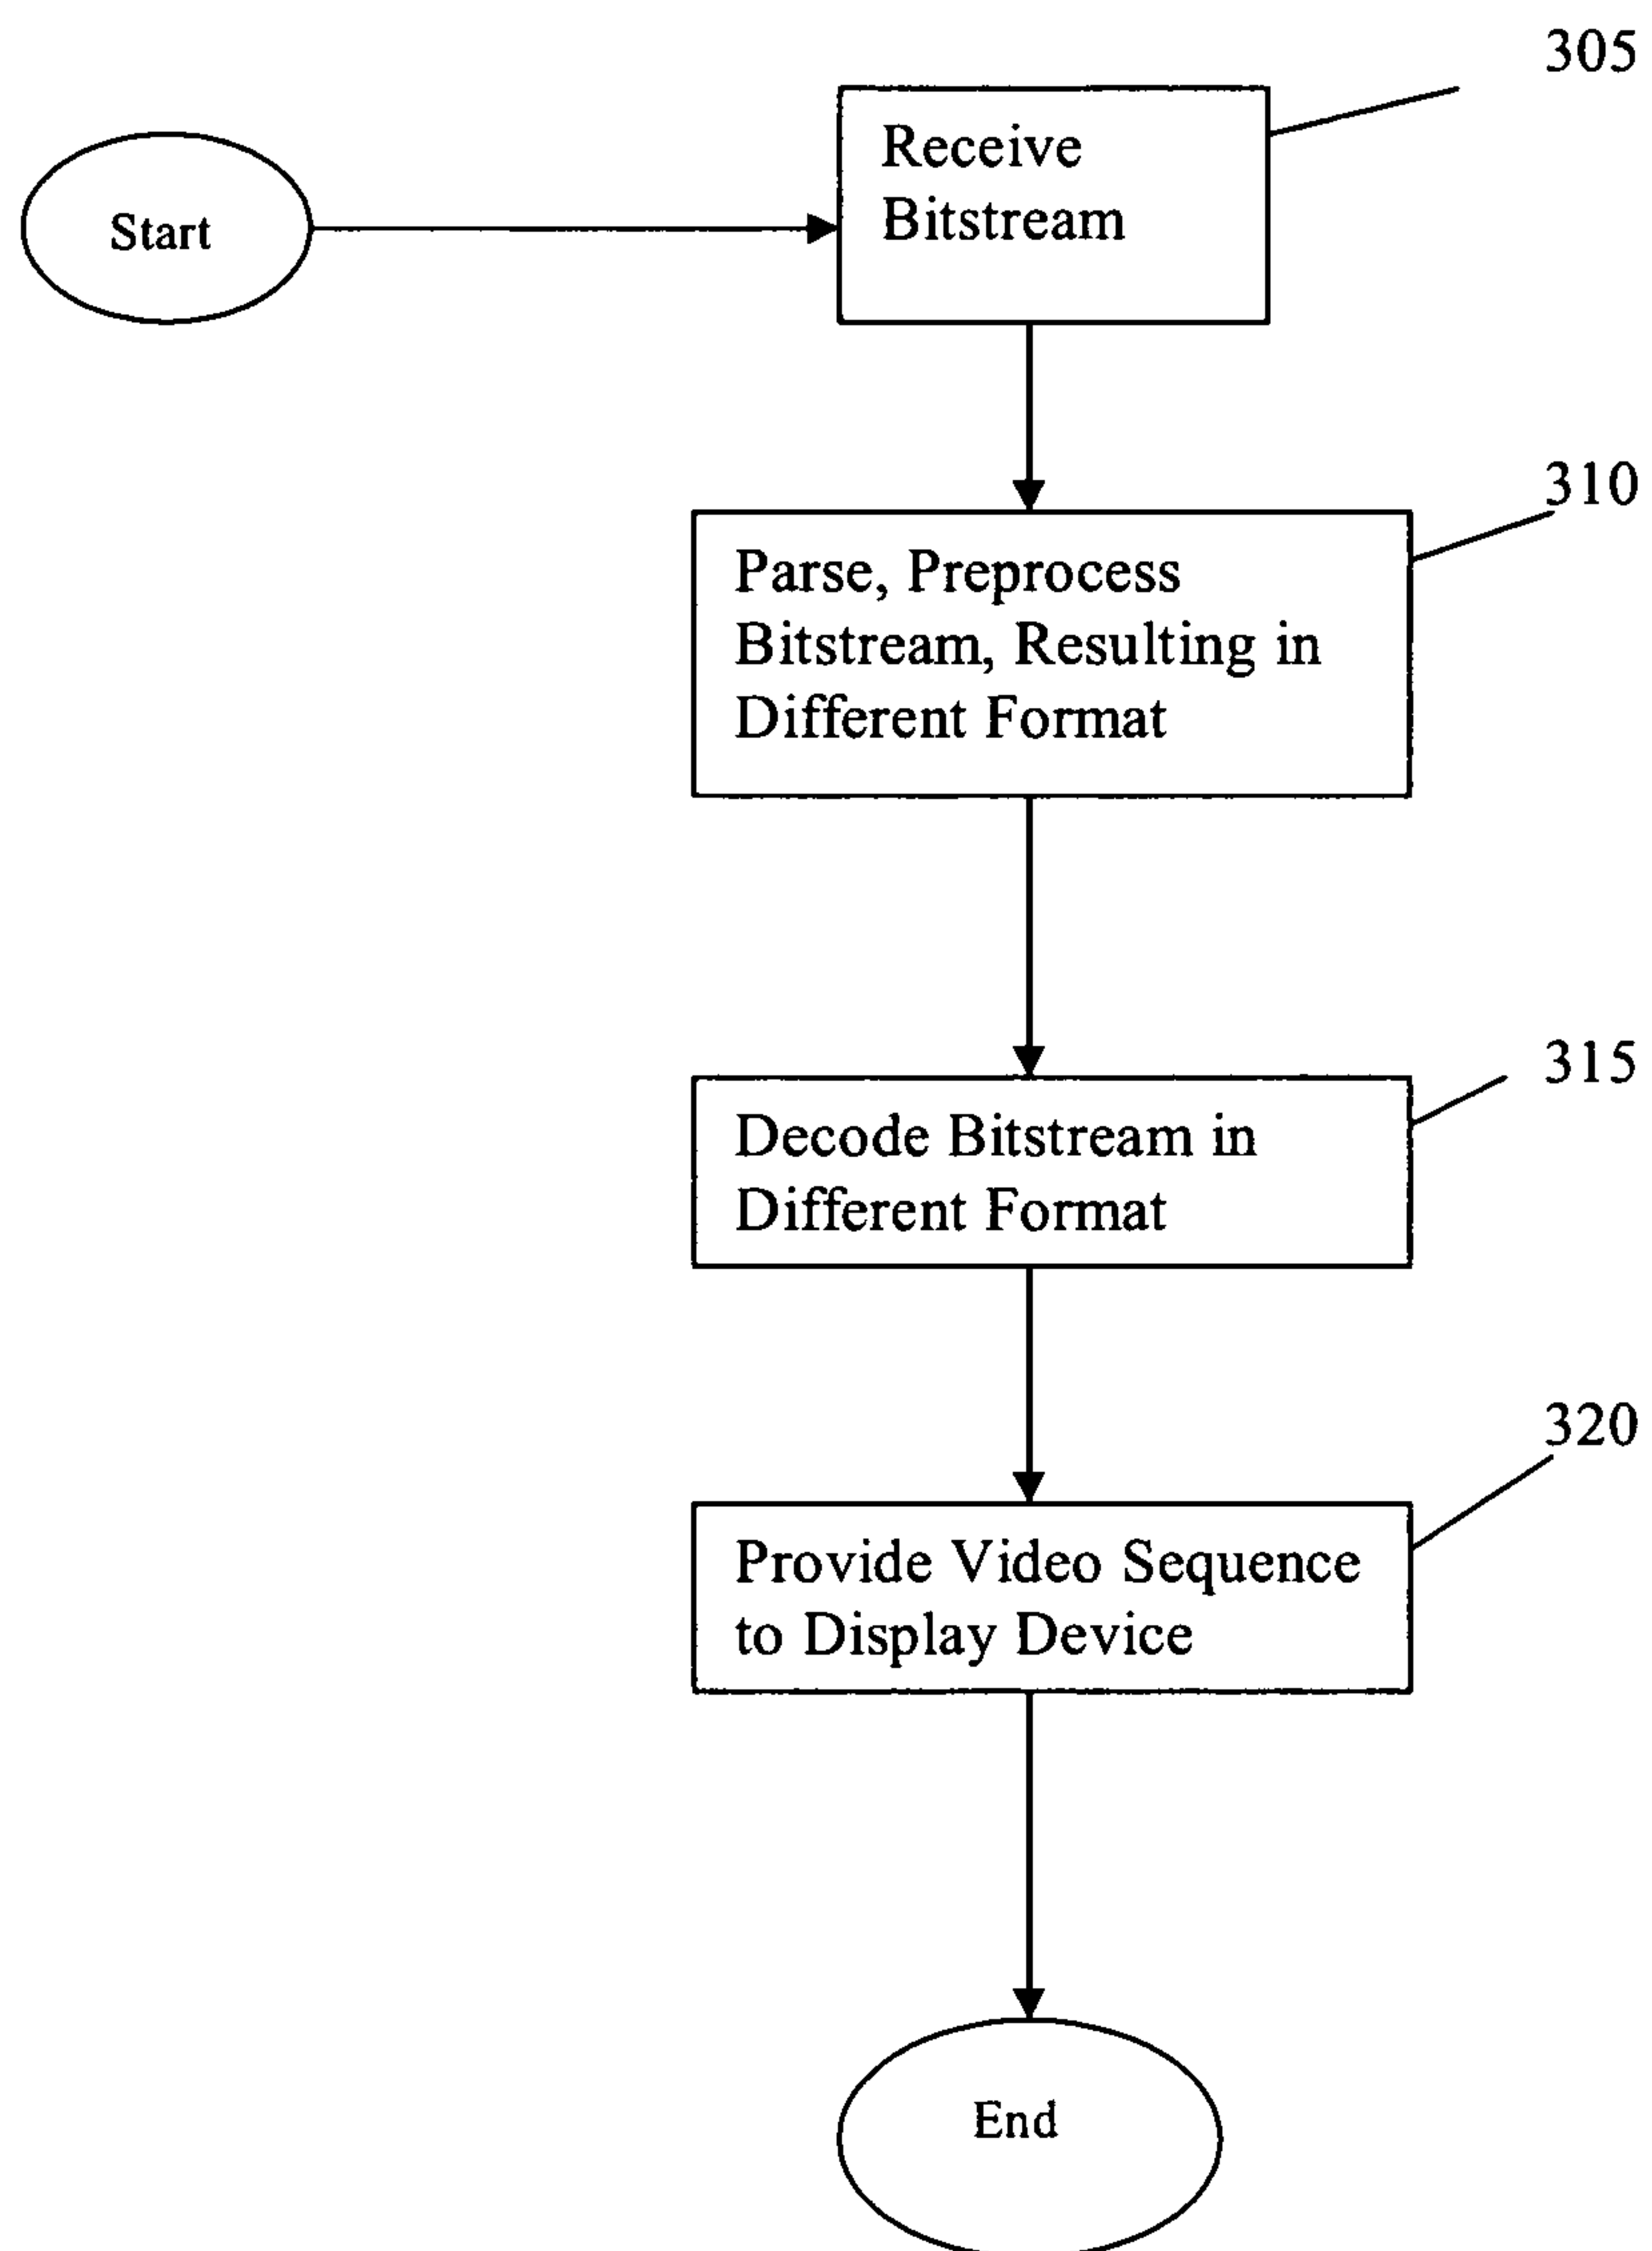 305
Start
Receive
Bitstream
310
Parse, Preprocess
Bitstream, Resulting in
Different Format
315
Decode Bitstream in
Different Format
320
Provide Video Sequence
to Display Device
End